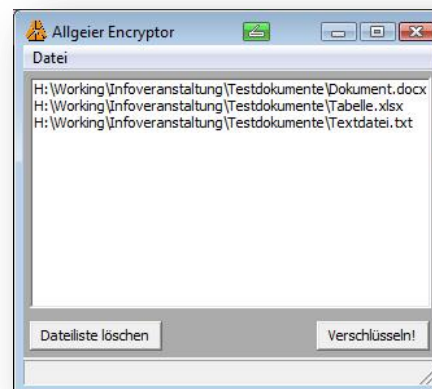 Allgeier Encryptor
Datei
H:\Working\Infoveranstaltung\Testdokumente\Dokument.docx
H:\Working\Infoveranstaltung\Testdokumente\Tabelle.xlsx
H:\Working\Infoveranstaltung\Testdokumente\Textdatei.txt
Dateiliste löschen
Verschlüsseln!